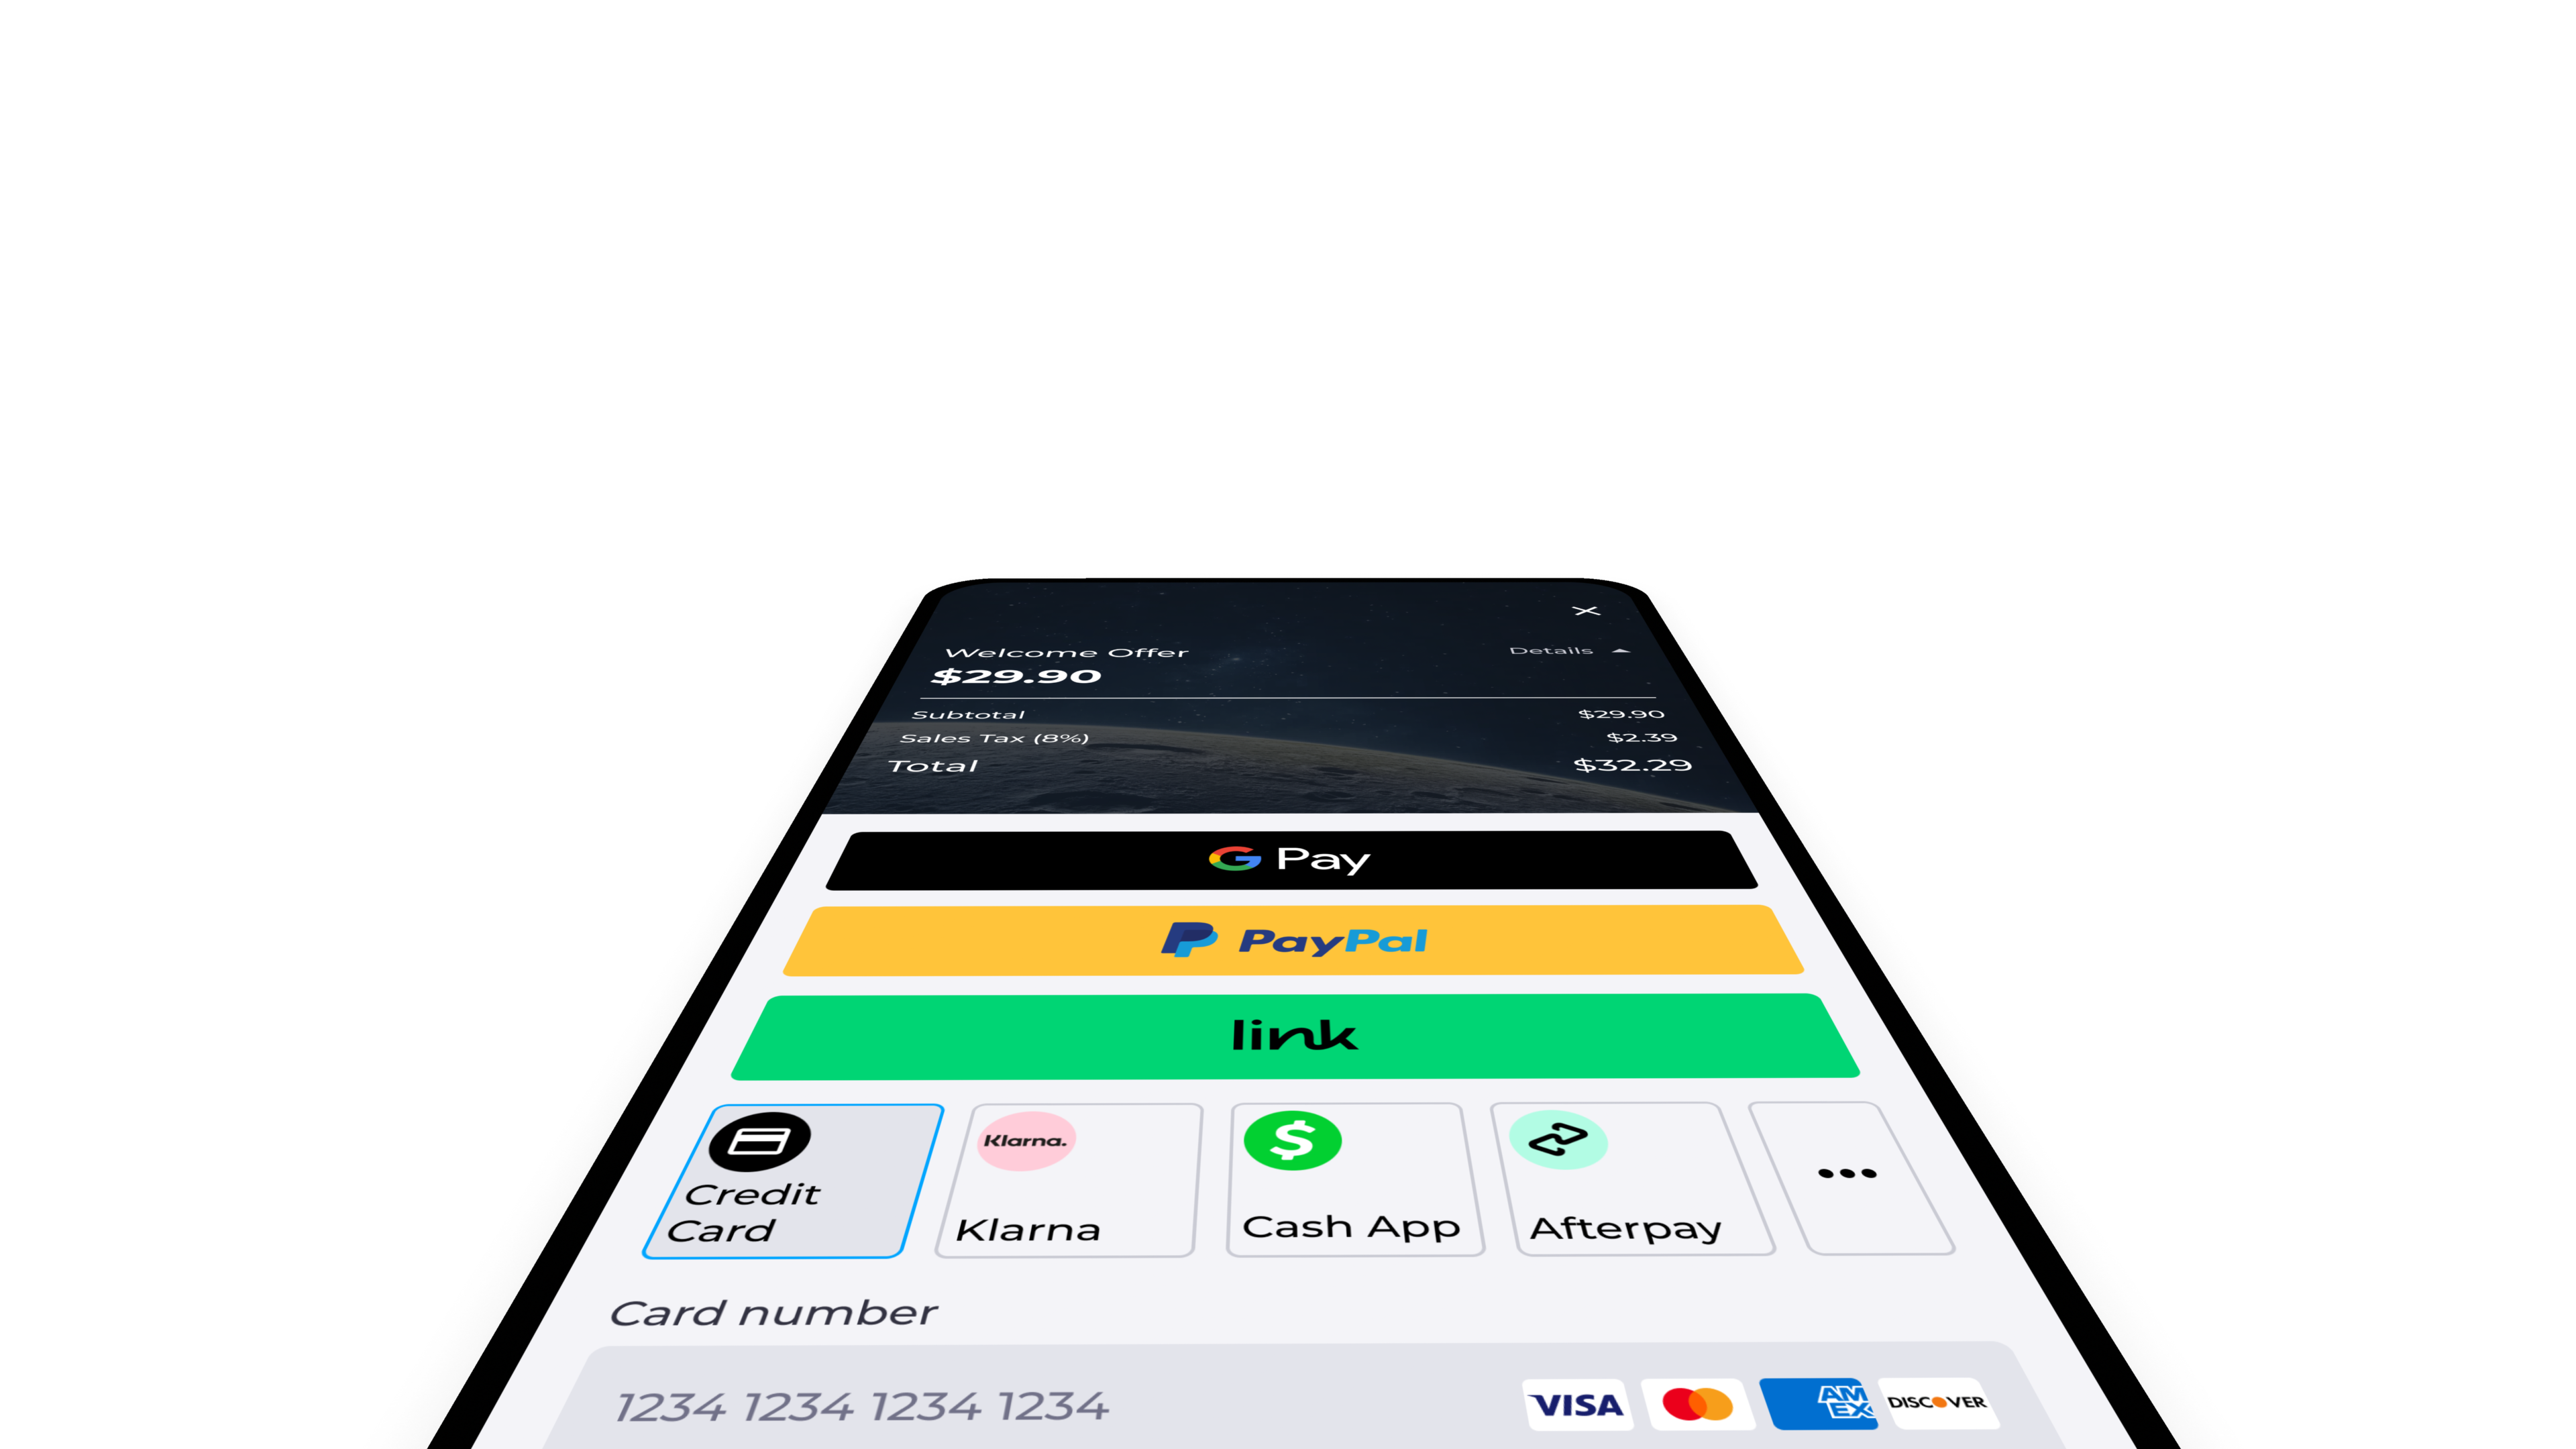 Welcome Offer
Details
$29.90
Subtotal $29.90
Sales Tax (8%) $2.39
Total $32.29
G Pay
PayPal
link
Klarna.
$
Credit
Card
Klarna
Cash App
Afterpay
Card number
1234 1234 1234 1234
VISA
AM
EX
DISCOVER